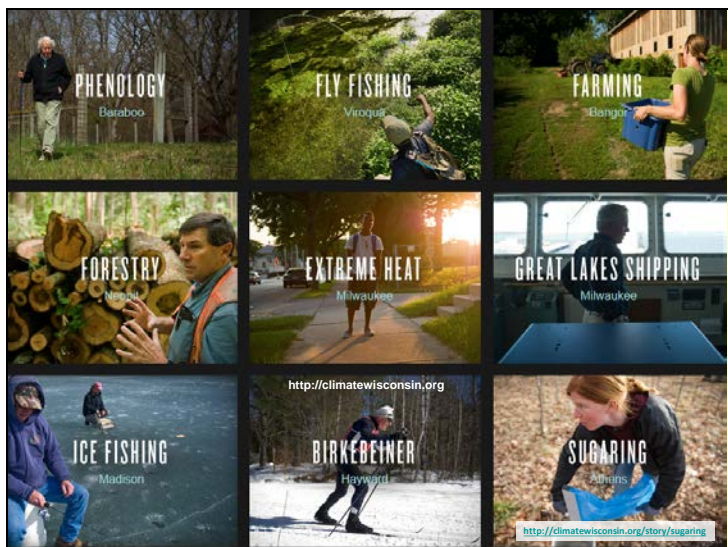 PHENOLOGY
Baraboo
FLY FISHING
Viroqua
FARMING
Bangor
FORESTRY
Neopit
EXTREME HEAT
Milwaukee
GREAT LAKES SHIPPING
Milwaukee
http://climatewisconsin.org
ICE FISHING
Madison
BIRKEBEINER
Hayward
SUGARING
Athens
http://climatewisconsin.org/story/sugaring